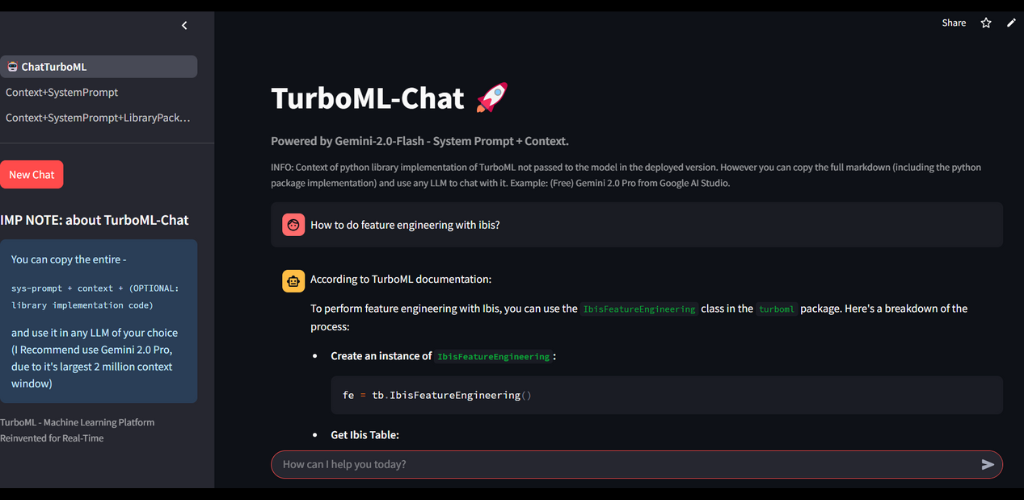 Share
ChatTurboML
Context+SystemPrompt
Context+SystemPrompt+LibraryPack...
New Chat
IMP NOTE: about TurboML-Chat
You can copy the entire -
sys-prompt + context + (OPTIONAL:
library implementation code)
and use it in any LLM of your choice
(I Recommend use Gemini 2.0 Pro,
due to it's largest 2 million context
window)
TurboML - Machine Learning Platform
Reinvented for Real-Time
TurboML-Chat 🚀
Powered by Gemini-2.0-Flash - System Prompt + Context.
INFO: Context of python library implementation of TurboML not passed to the model in the deployed version. However you can copy the full markdown (including the python
package implementation) and use any LLM to chat with it. Example: (Free) Gemini 2.0 Pro from Google AI Studio.
How to do feature engineering with ibis?
According to TurboML documentation:
To perform feature engineering with Ibis, you can use the IbisFeatureEngineering class in the turboml package. Here's a breakdown of the
process:
• Create an instance of IbisFeatureEngineering:
fe = tb.IbisFeatureEngineering()
• Get Ibis Table:
How can I help you today?